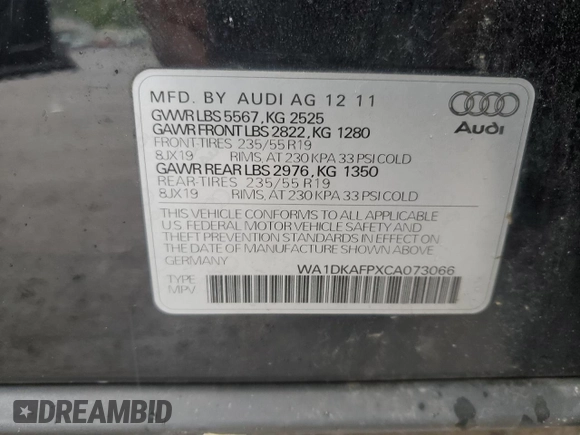 MFD. BY AUDI AG 12 11
GVWR LBS 5567, KG 2525
GAWR FRONT LBS 2822, KG 1280
FRONT-TIRES 235/55 R19
8JX19 RIMS, AT 230 KPA 33 PSI COLD
GAWR REAR LBS 2976, KG 1350
REAR-TIRES 235/55 R19
8JX19 RIMS, AT 230 KPA 33 PSI COLD
THIS VEHICLE CONFORMS TO ALL APPLICABLE
U.S. FEDERAL MOTOR VEHICLE SAFETY AND
THEFT PREVENTION STANDARDS IN EFFECT ON
THE DATE OF MANUFACTURE SHOWN ABOVE
GERMANY
WA1DKAFPXCA073066
TYPE
MPV
Audi
DREAMBID